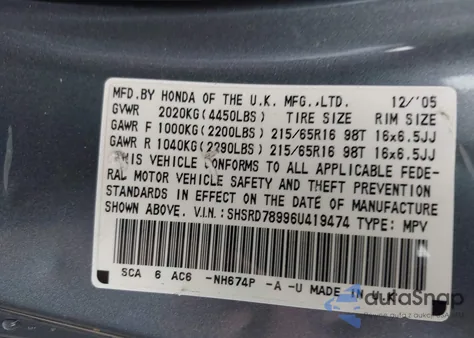 MFD.BY HONDA OF THE U.K. MFG.,LTD. 12/'05
GVWR 2020KG(4450LBS) TIRE SIZE RIM SIZE
GAWR F 1000KG(2200LBS) 215/65R16 98T 16x6.5JJ
GAWR R 1040KG(2290LBS) 215/65R16 98T 16x6.5JJ
THIS VEHICLE CONFORMS TO ALL APPLICABLE FEDE-
RAL MOTOR VEHICLE SAFETY AND THEFT PREVENTION
STANDARDS IN EFFECT ON THE DATE OF MANUFACTURE
SHOWN ABOVE. V.I.N.: SHSRD78996U419474 TYPE: MPV
SCA 6 AC6 -NH674P -A -U MADE IN
autoSnap